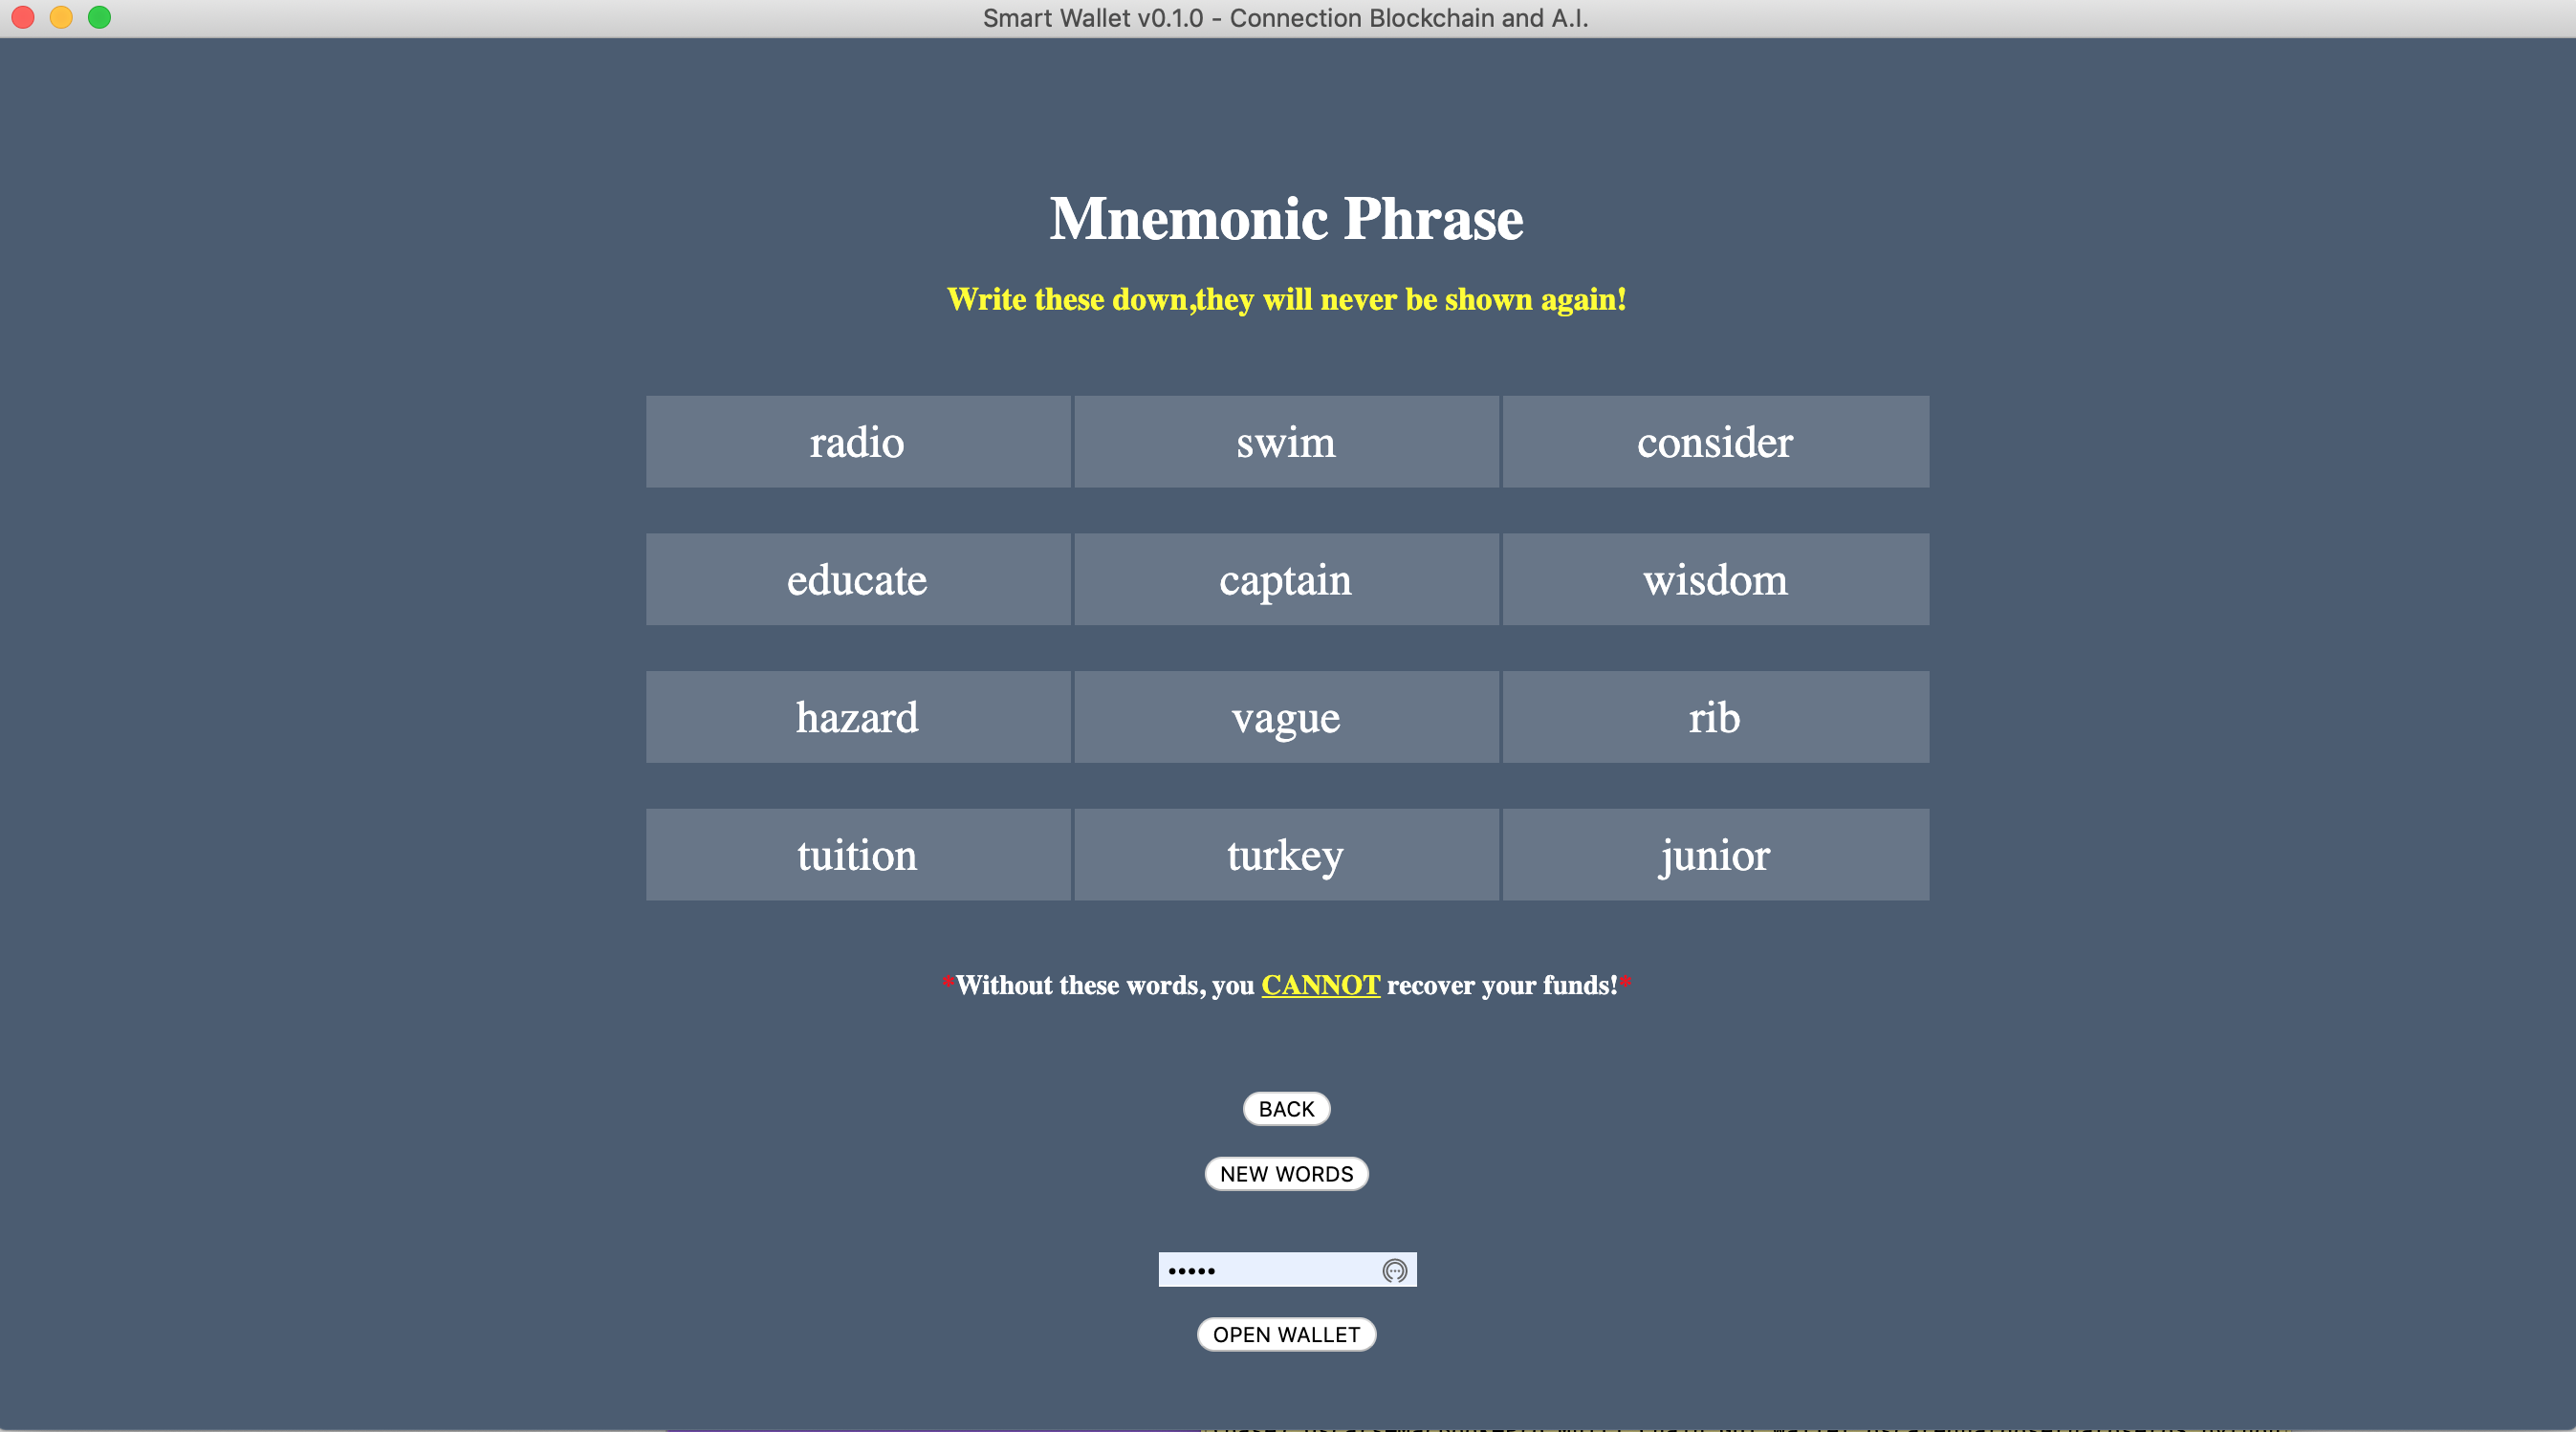 Smart Wallet v0.1.0 - Connection Blockchain and A.I.
Mnemonic Phrase
Write these down,they will never be shown again!
radio swim consider
educate captain wisdom
hazard vague rib
tuition turkey junior
*Without these words, you CANNOT recover your funds!*
BACK
NEW WORDS
•••••
OPEN WALLET